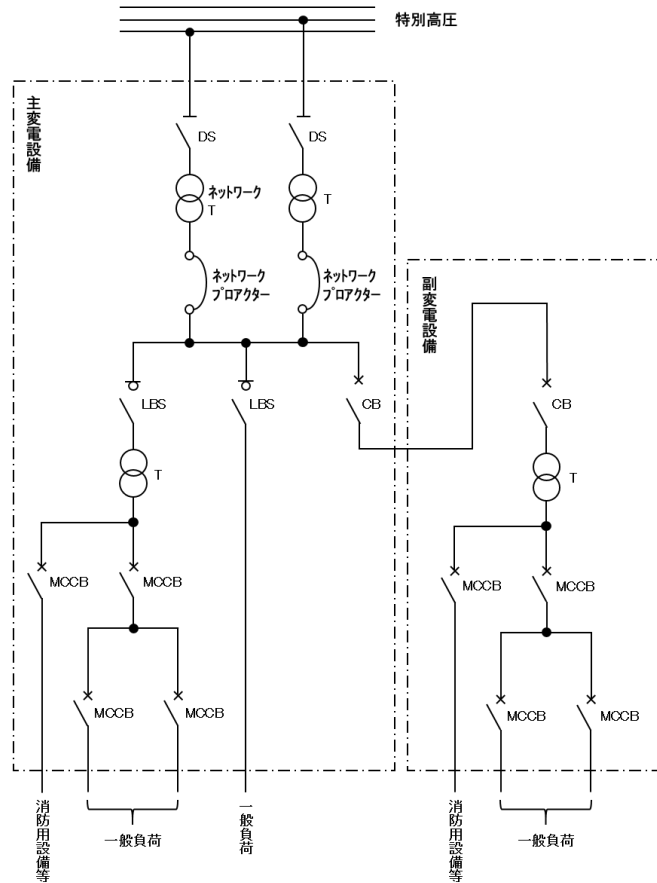 特別高圧
主変電設備
DS
DS
ネットワーク
T
T
ネットワーク
プロアクター
ネットワーク
プロアクター
副変電設備
LBS
LBS
CB
CB
T
T
MCCB
MCCB
MCCB
MCCB
MCCB
MCCB
MCCB
MCCB
消防用設備等
一般負荷
一般負荷
消防用設備等
一般負荷